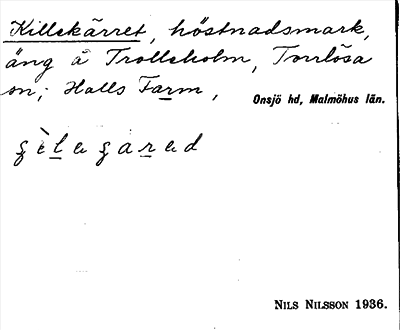 Killekärret, höstnadsmark,
äng å Trolleholm, Torrlösa
sn; Halls Farm,
Onsjö hd, Malmöhus län.
NILS NILSSON 1936.